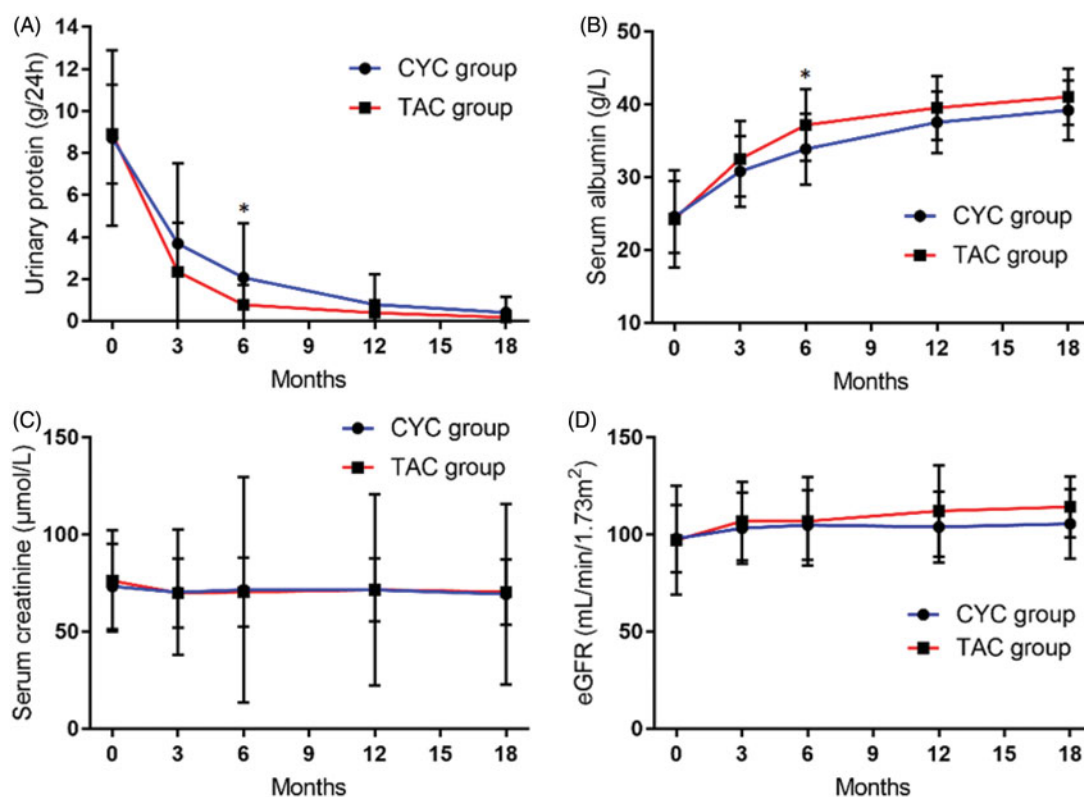 (A)
14
12
10
8
6
4
2
0
Urinary protein (g/24h)
CYC group
TAC group
*
0 3 6 9 12 15 18
Months
(B)
50
40
30
20
10
Serum albumin (g/L)
*
CYC group
TAC group
0 3 6 9 12 15 18
Months
(C)
150
100
50
0
Serum creatinine (µmol/L)
CYC group
TAC group
0 3 6 9 12 15 18
Months
(D)
150
100
50
0
eGFR (mL/min/1.73m²)
CYC group
TAC group
0 3 6 9 12 15 18
Months